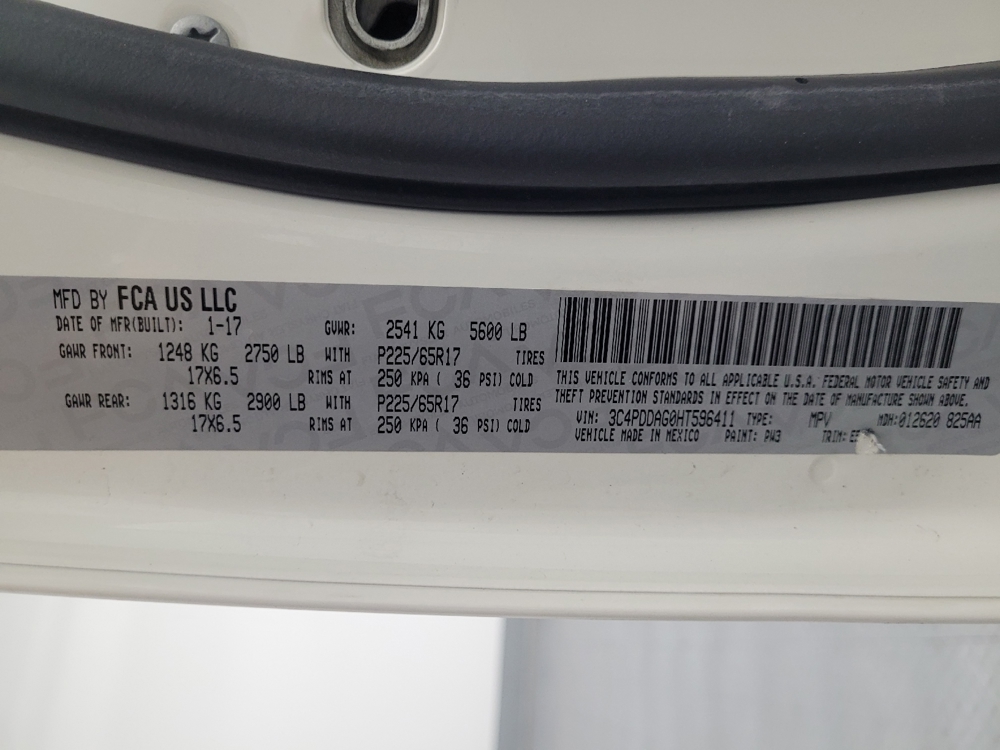 MFD BY FCA US LLC
DATE OF MFR(BUILT): 1-17 GVWR: 2541 KG 5600 LB
GAWR FRONT: 1248 KG 2750 LB WITH P225/65R17 TIRES
17X6.5 RIMS AT 250 KPA ( 36 PSI) COLD
GAWR REAR: 1316 KG 2900 LB WITH P225/65R17 TIRES
17X6.5 RIMS AT 250 KPA ( 36 PSI) COLD
THIS VEHICLE CONFORMS TO ALL APPLICABLE U.S.A. FEDERAL MOTOR VEHICLE SAFETY AND
THEFT PREVENTION STANDARDS IN EFFECT ON THE DATE OF MANUFACTURE SHOWN ABOVE.
VIN: 3C4PDDAG0HT596411 TYPE: MPV MDH:012620 825AA
VEHICLE MADE IN MEXICO PAINT: PW3 TRIM: